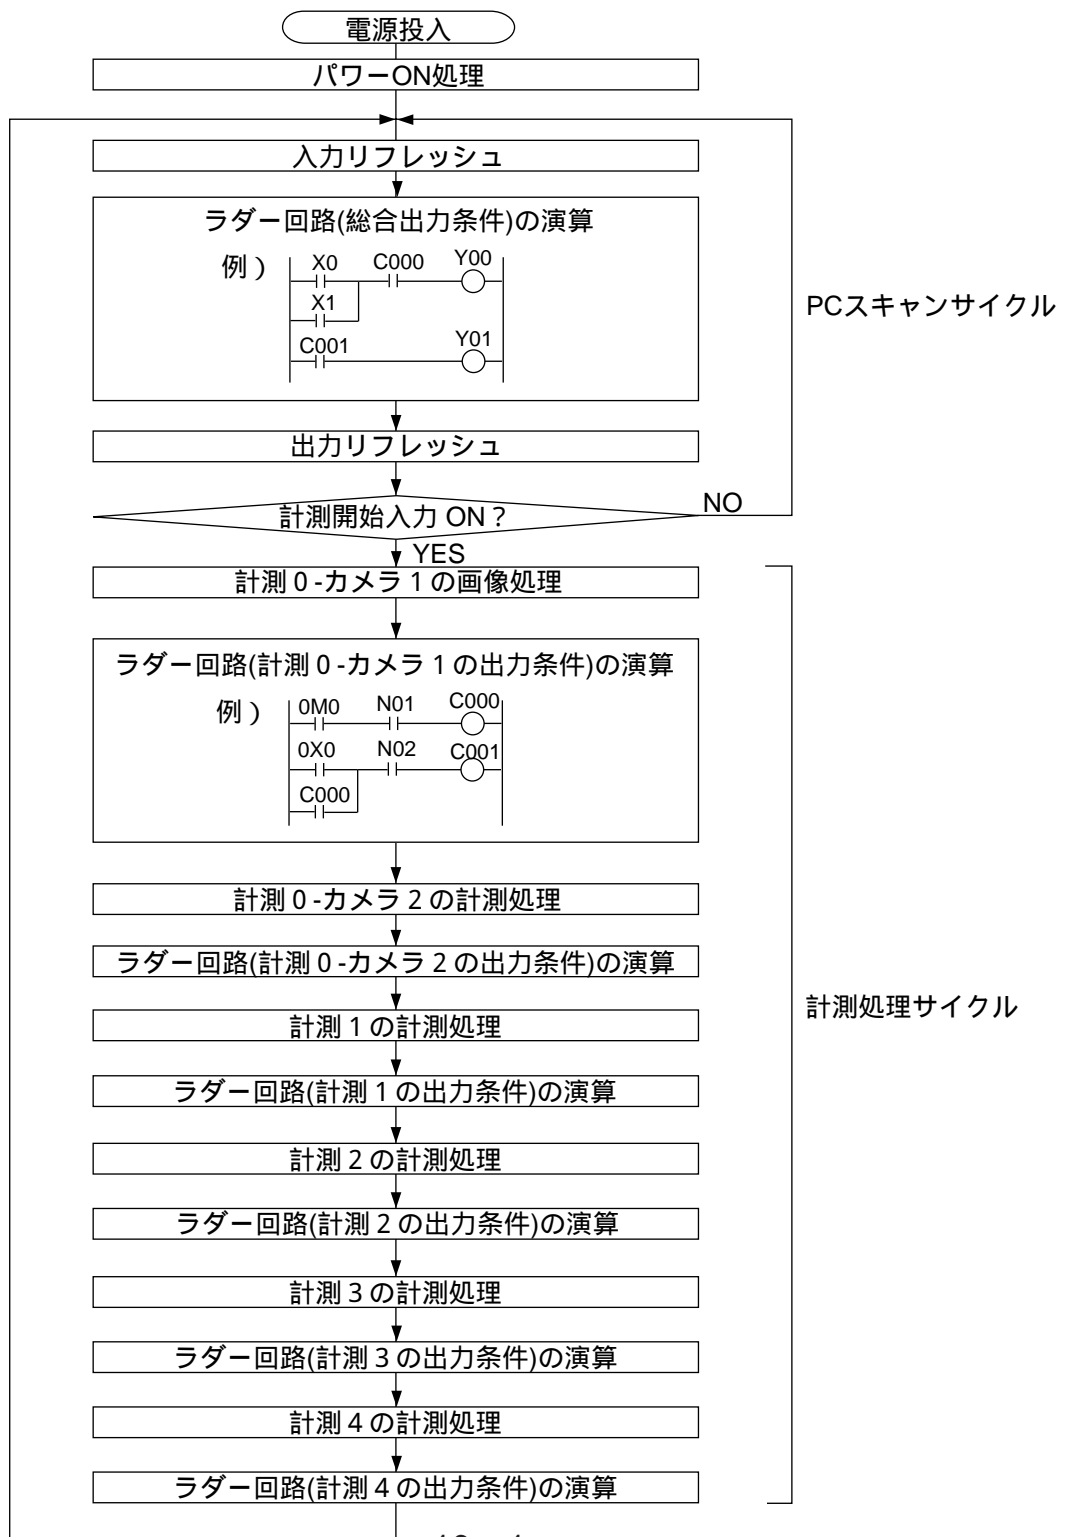 電源投入
パワーON処理
入力リフレッシュ
ラダー回路(総合出力条件)の演算
例）
X0 C000 Y00
X1
C001 Y01
PCスキャンサイクル
出力リフレッシュ
計測開始入力 ON？
NO
YES
計測０-カメラ１の画像処理
ラダー回路(計測０-カメラ１の出力条件)の演算
例）
0M0 N01 C000
0X0 N02 C001
C000
計測０-カメラ２の計測処理
ラダー回路(計測０-カメラ２の出力条件)の演算
計測処理サイクル
計測１の計測処理
ラダー回路(計測１の出力条件)の演算
計測２の計測処理
ラダー回路(計測２の出力条件)の演算
計測３の計測処理
ラダー回路(計測３の出力条件)の演算
計測４の計測処理
ラダー回路(計測４の出力条件)の演算